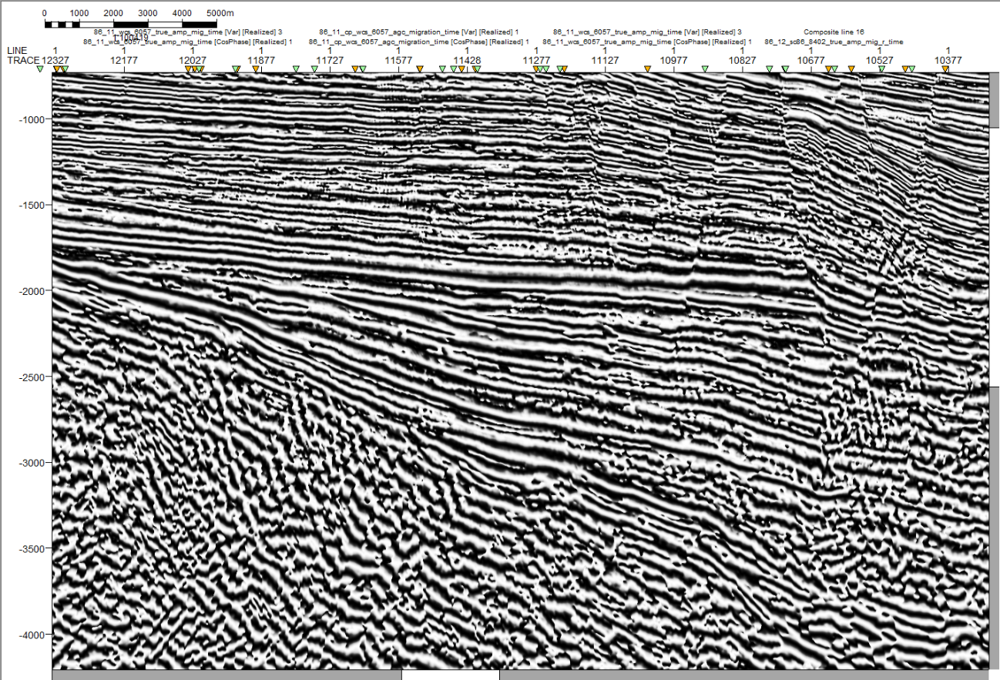 0 1000 2000 3000 4000 5000m
86_11_wcs_6057_true_amp_mig_time [Var] [Realized] 3 86_11_cp_wcs_6057_agc_migration_time [Var] [Realized] 1 86_11_wcs_6057_true_amp_mig_time [Var] [Realized] 3 Composite line 16
1:100419
86_11_wcs_6057_true_amp_mig_time [CosPhase] [Realized] 1 86_11_cp_wcs_6057_agc_migration_time [CosPhase] [Realized] 1 86_11_wcs_6057_true_amp_mig_time [CosPhase] [Realized] 1 86_12_sc86_8402_true_amp_mig_r_time
LINE 1 1 1 1 1 1 1 1 1 1 1 1 1 1
TRACE 12327 12177 12027 11877 11727 11577 11428 11277 11127 10977 10827 10677 10527 10377
-1000
-1500
-2000
-2500
-3000
-3500
-4000